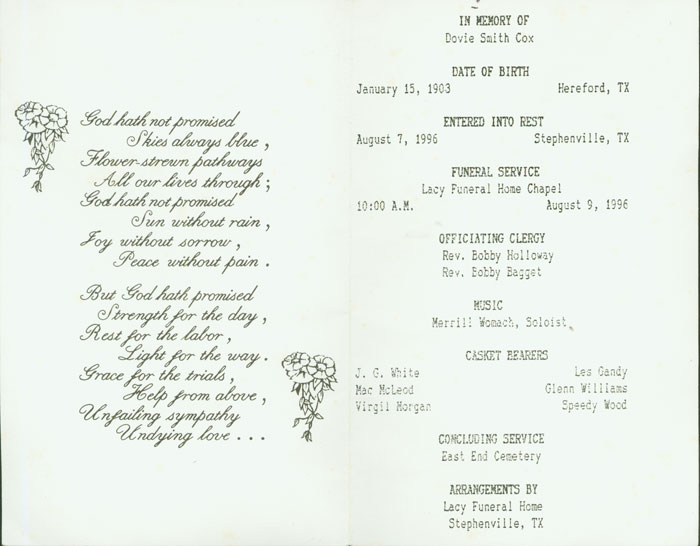 God hath not promised
Skies always blue,
Flower-strewn pathways
All our lives through;
God hath not promised
Sun without rain,
Joy without sorrow,
Peace without pain.
But God hath promised
Strength for the day,
Rest for the labor,
Light for the way.
Grace for the trials,
Help from above,
Unfailing sympathy
Undying love...
IN MEMORY OF
Dovie Smith Cox
DATE OF BIRTH
January 15, 1903 Hereford, TX
ENTERED INTO REST
August 7, 1996 Stephenville, TX
FUNERAL SERVICE
Lacy Funeral Home Chapel
10:00 A.M. August 9, 1996
OFFICIATING CLERGY
Rev. Bobby Holloway
Rev. Bobby Bagget
MUSIC
Merrill Womach, Soloist
CASKET BEARERS
J. G. White Les Gandy
Mac McLeod Glenn Williams
Virgil Morgan Speedy Wood
CONCLUDING SERVICE
East End Cemetery
ARRANGEMENTS BY
Lacy Funeral Home
Stephenville, TX